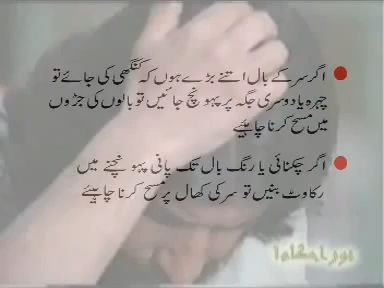 اگر سر کے بال اتنے بڑے ہوں کہ کنگھی کی جائے تو
چہرہ یا دوسری جگہ پر پہونچ جائیں تو بالوں کی جڑوں
میں مسح کرنا چاہئیے
اگر چکنائی یا رنگ بال تک پانی پہونچنے میں
رکاوٹ بنیں تو سر کی کھال پر مسح کرنا چاہیئے